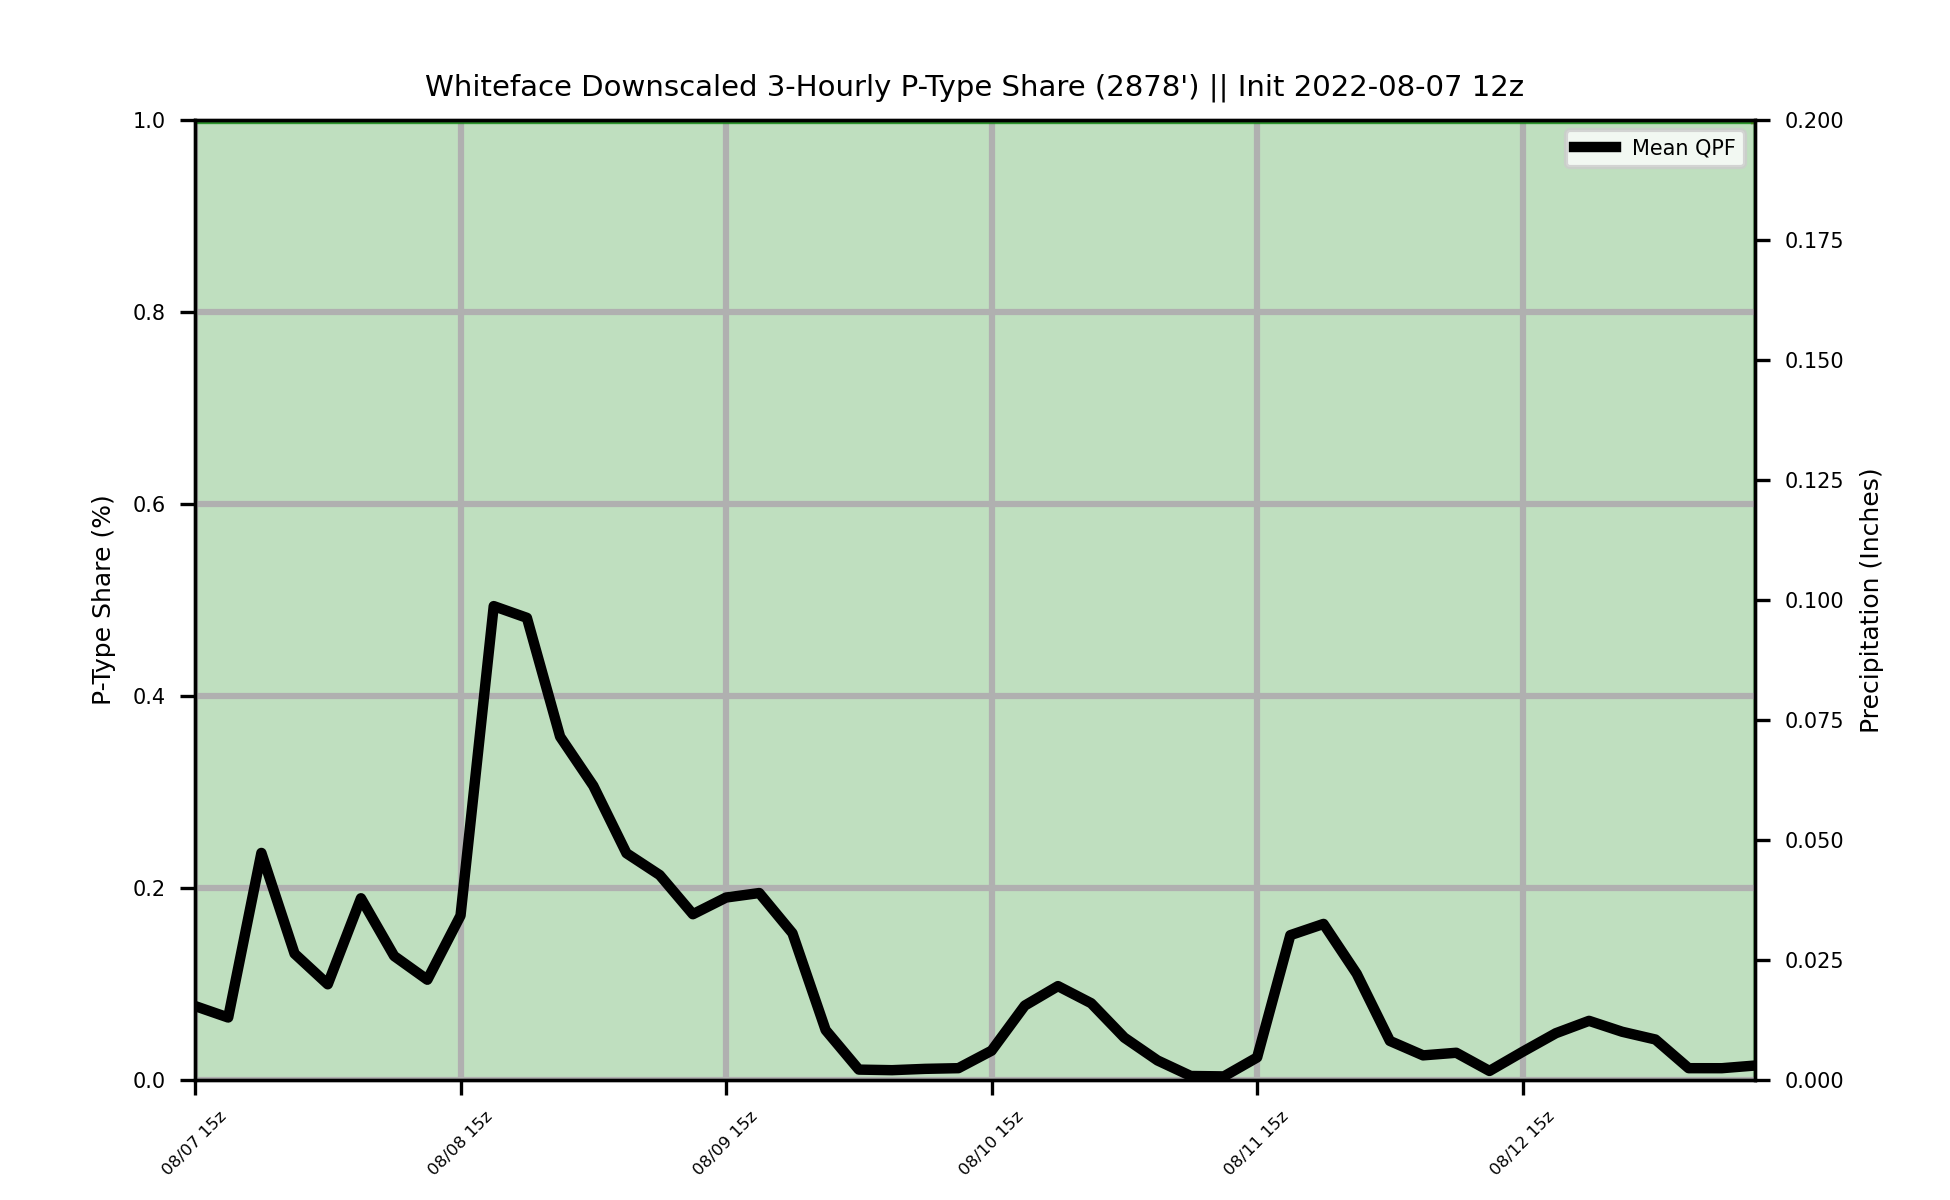 Whiteface Downscaled 3-Hourly P-Type Share (2878') || Init 2022-08-07 12z
Mean QPF
P-Type Share (%)
1.0
0.8
0.6
0.4
0.2
0.0
0.200
0.175
0.150
0.125
0.100
0.075
0.050
0.025
0.000
Precipitation (Inches)
08/07 15z
08/08 15z
08/09 15z
08/10 15z
08/11 15z
08/12 15z